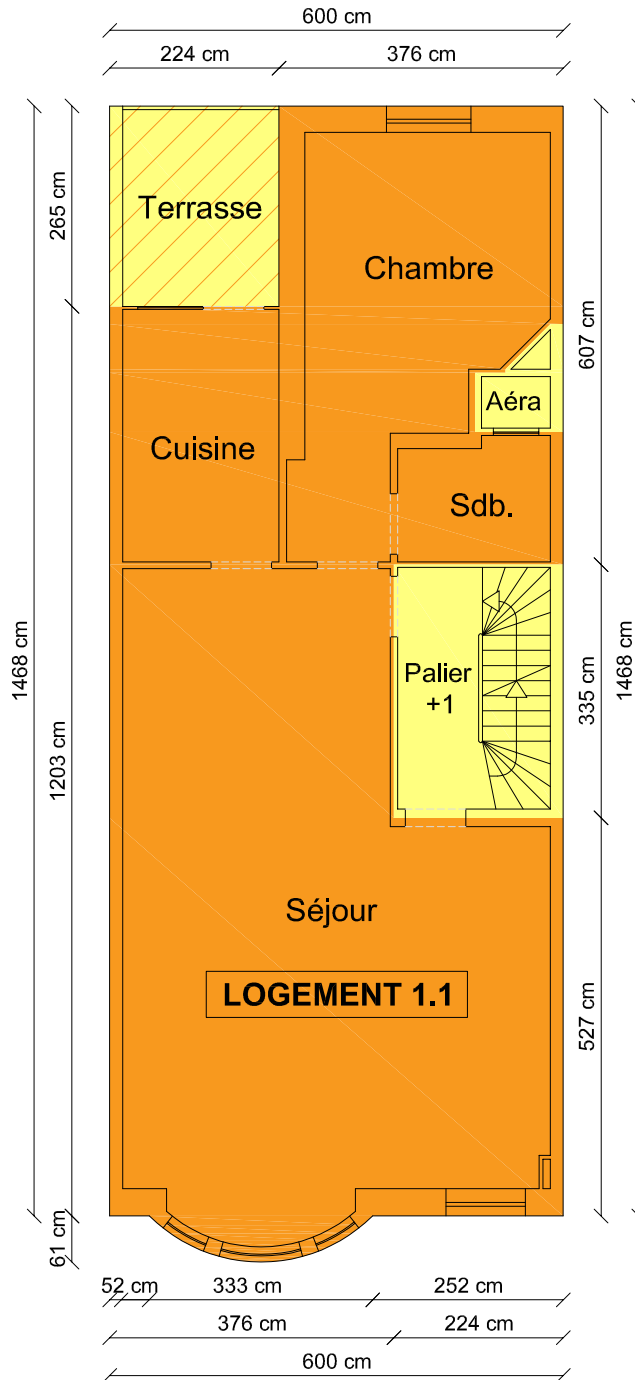 600 cm
224 cm
376 cm
265 cm
Terrasse
Chambre
607 cm
Aéra
Cuisine
Sdb.
1468 cm
1203 cm
Palier
+1
335 cm
1468 cm
Séjour
LOGEMENT 1.1
527 cm
61 cm
52 cm
333 cm
252 cm
376 cm
224 cm
600 cm